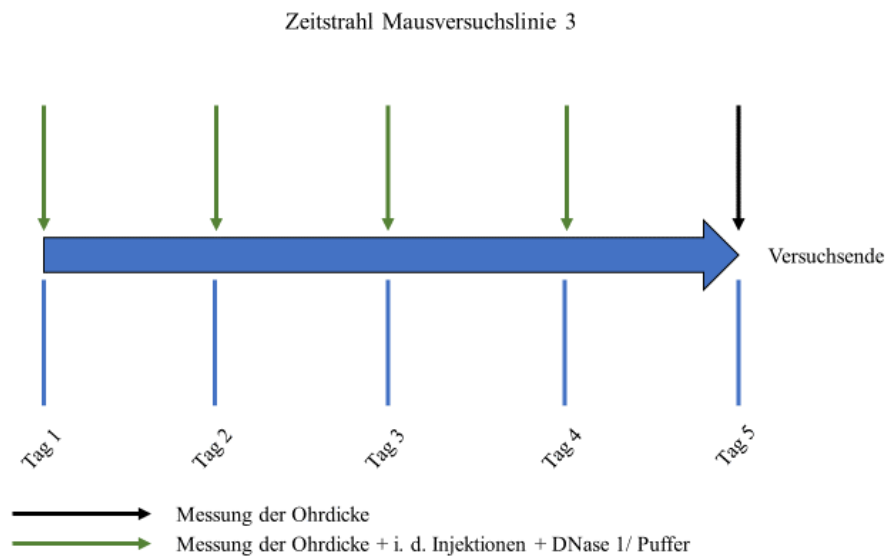 Zeitstrahl Mausversuchslinie 3
Versuchsende
Tag 1
Tag 2
Tag 3
Tag 4
Tag 5
Messung der Ohrdicke
Messung der Ohrdicke + i. d. Injektionen + DNase 1/ Puffer